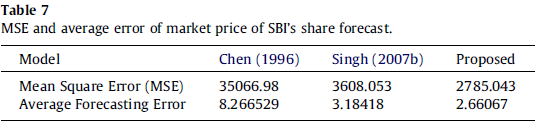 Table 7
MSE and average error of market price of SBI's share forecast.
Model Chen (1996) Singh (2007b) Proposed
Mean Square Error (MSE) 35066.98 3608.053 2785.043
Average Forecasting Error 8.266529 3.18418 2.66067